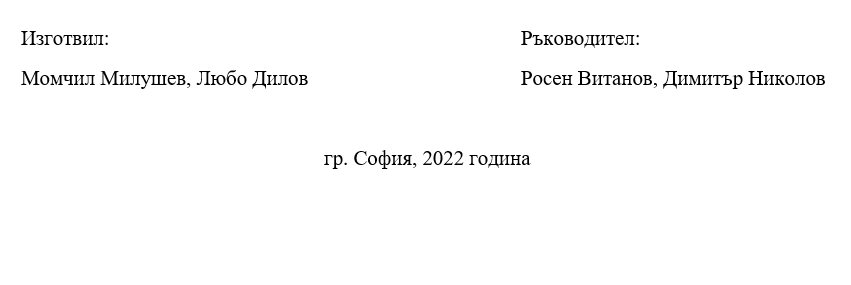 Изготвил:
Ръководител:
Момчил Милушев, Любо Дилов
Росен Витанов, Димитър Николов
гр. София, 2022 година